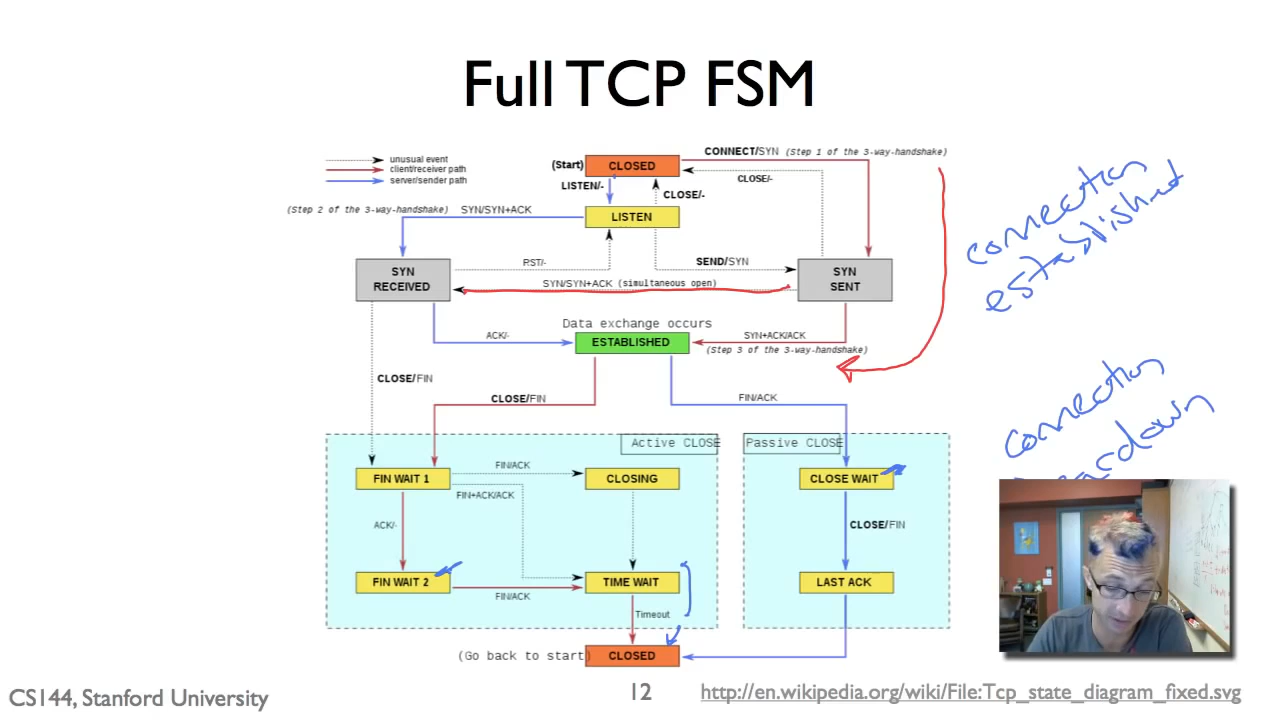 Full TCP FSM
unusual event
client/receiver path
server/sender path
(Start)
CLOSED
CONNECT/SYN (Step 1 of the 3-way-handshake)
CLOSE/-
LISTEN/-
CLOSE/-
(Step 2 of the 3-way-handshake) SYN/SYN+ACK
LISTEN
connection
established
SYN
RECEIVED
RST/-
SEND/SYN
SYN
SENT
SYN/SYN+ACK (simultaneous open)
Data exchange occurs
ACK/-
ESTABLISHED
SYN+ACK/ACK
(Step 3 of the 3-way-handshake)
CLOSE/FIN
CLOSE/FIN
FIN/ACK
connection
Active CLOSE
Passive CLOSE
FIN WAIT 1
FIN/ACK
CLOSING
CLOSE WAIT
FIN+ACK/ACK
ACK/-
CLOSE/FIN
FIN WAIT 2
FIN/ACK
TIME WAIT
LAST ACK
Timeout
(Go back to start)
CLOSED
CS144, Stanford University
12
http://en.wikipedia.org/wiki/File:Tcp_state_diagram_fixed.svg